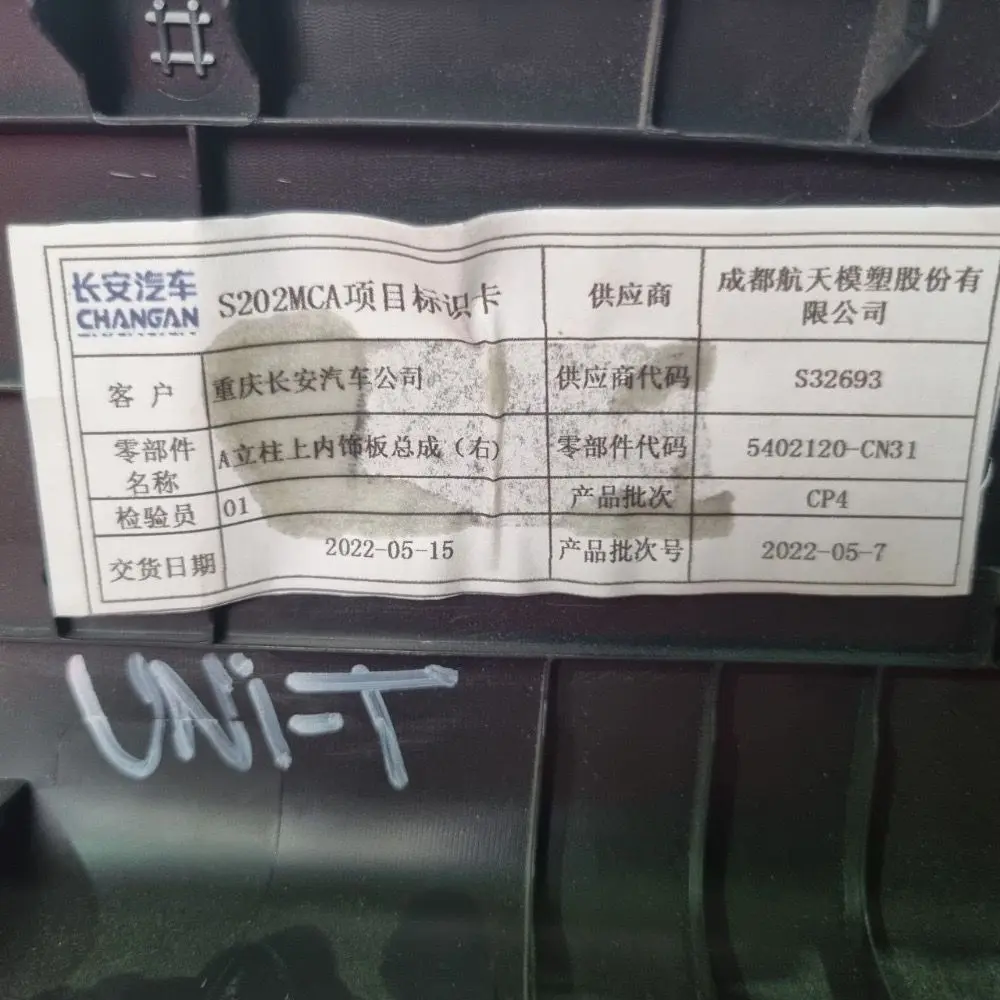 长安汽车
CHANGAN
S202MCA项目标识卡
供应商
成都航天模塑股份有
限公司
客 户
重庆长安汽车公司
供应商代码
S32693
零部件
名称
A立柱上内饰板总成（右）
零部件代码
5402120-CN31
检验员
01
产品批次
CP4
交货日期
2022-05-15
产品批次号
2022-05-7
UNi-T